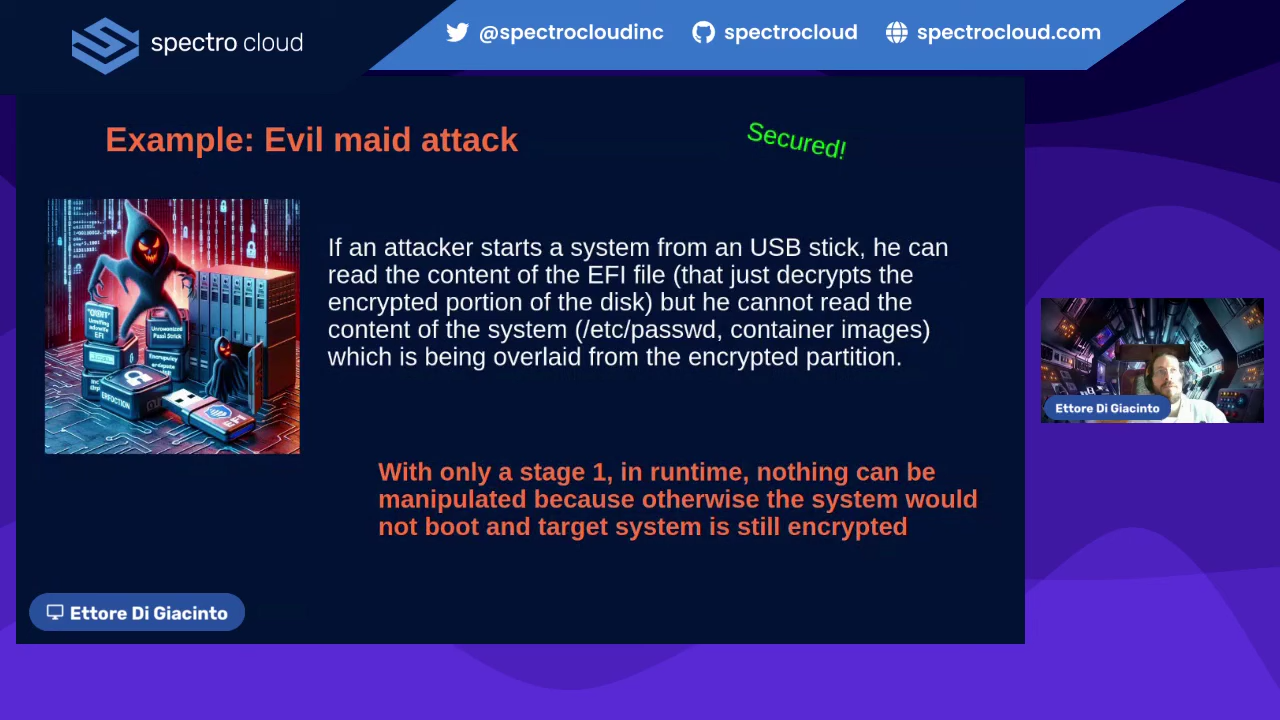 spectro cloud
@spectrocloudinc
spectrocloud
spectrocloud.com
Example: Evil maid attack
Secured!
If an attacker starts a system from an USB stick, he can
read the content of the EFI file (that just decrypts the
encrypted portion of the disk) but he cannot read the
content of the system (/etc/passwd, container images)
which is being overlaid from the encrypted partition.
EFI
EFI
With only a stage 1, in runtime, nothing can be
manipulated because otherwise the system would
not boot and target system is still encrypted
Ettore Di Giacinto
Ettore Di Giacinto